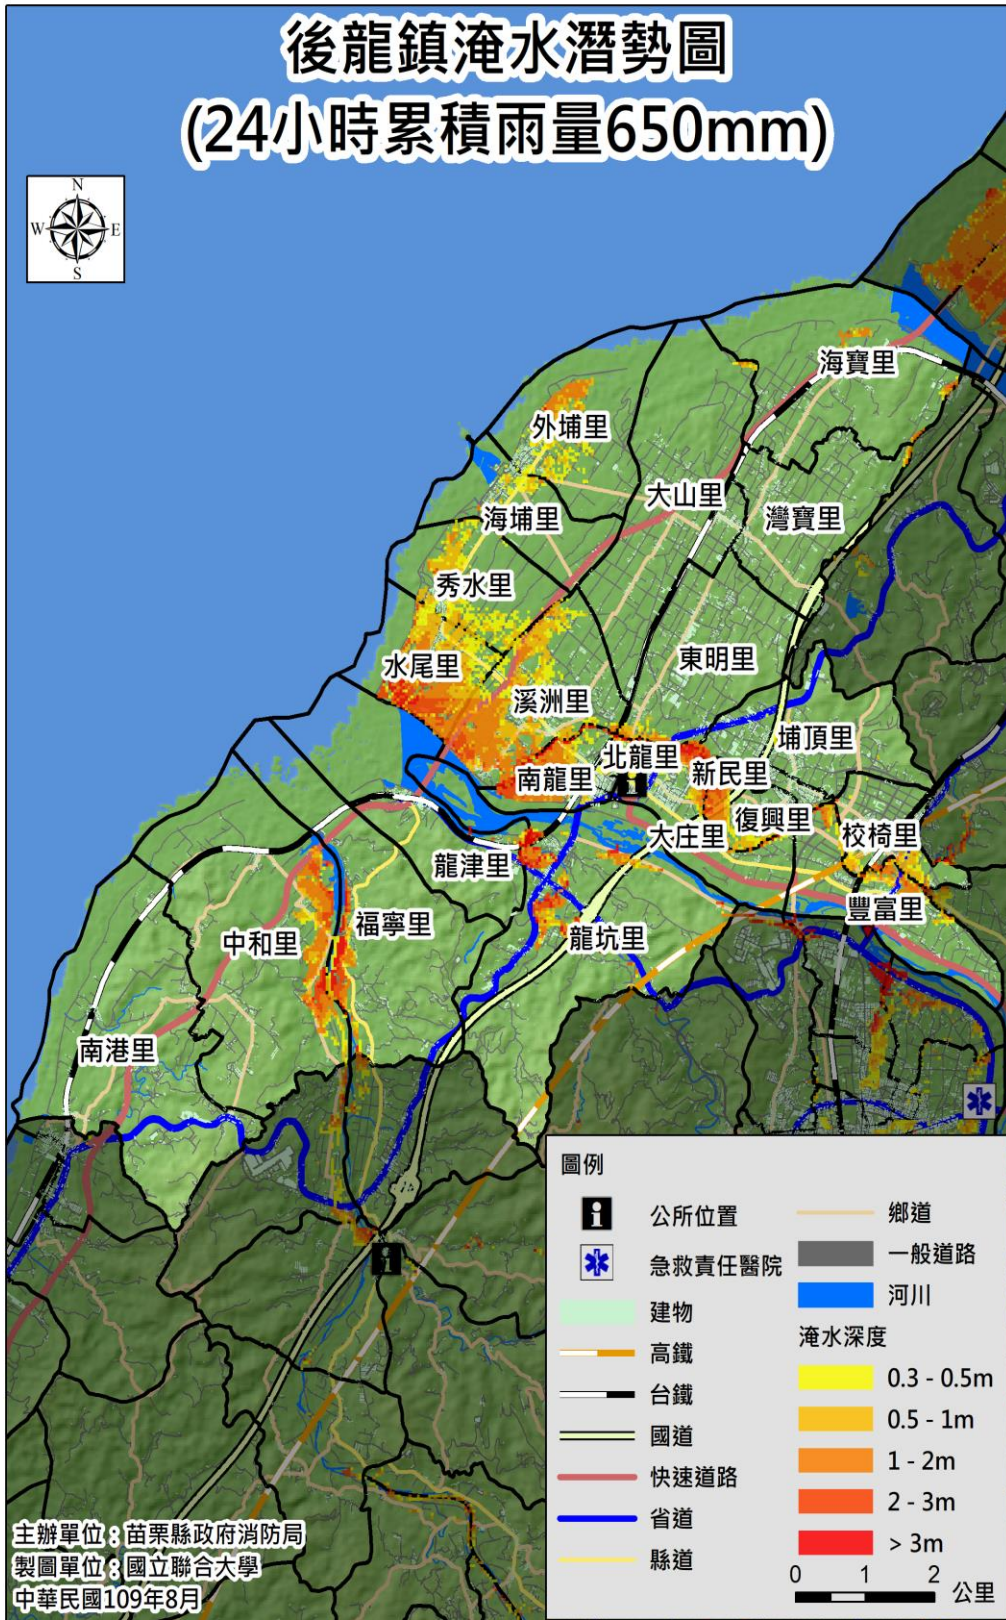 後龍鎮淹水潛勢圖
(24小時累積雨量650mm)
N
W
E
S
海寶里
外埔里
大山里
灣寶里
海埔里
秀水里
水尾里
東明里
溪洲里
埔頂里
北龍里
南龍里
新民里
復興里
大庄里
校椅里
龍津里
豐富里
福寧里
中和里
龍坑里
南港里
圖例
公所位置
急救責任醫院
建物
高鐵
台鐵
國道
快速道路
省道
縣道
鄉道
一般道路
河川
淹水深度
0.3 - 0.5m
0.5 - 1m
1 - 2m
2 - 3m
> 3m
0 1 2
公里
主辦單位：苗栗縣政府消防局
製圖單位：國立聯合大學
中華民國109年8月